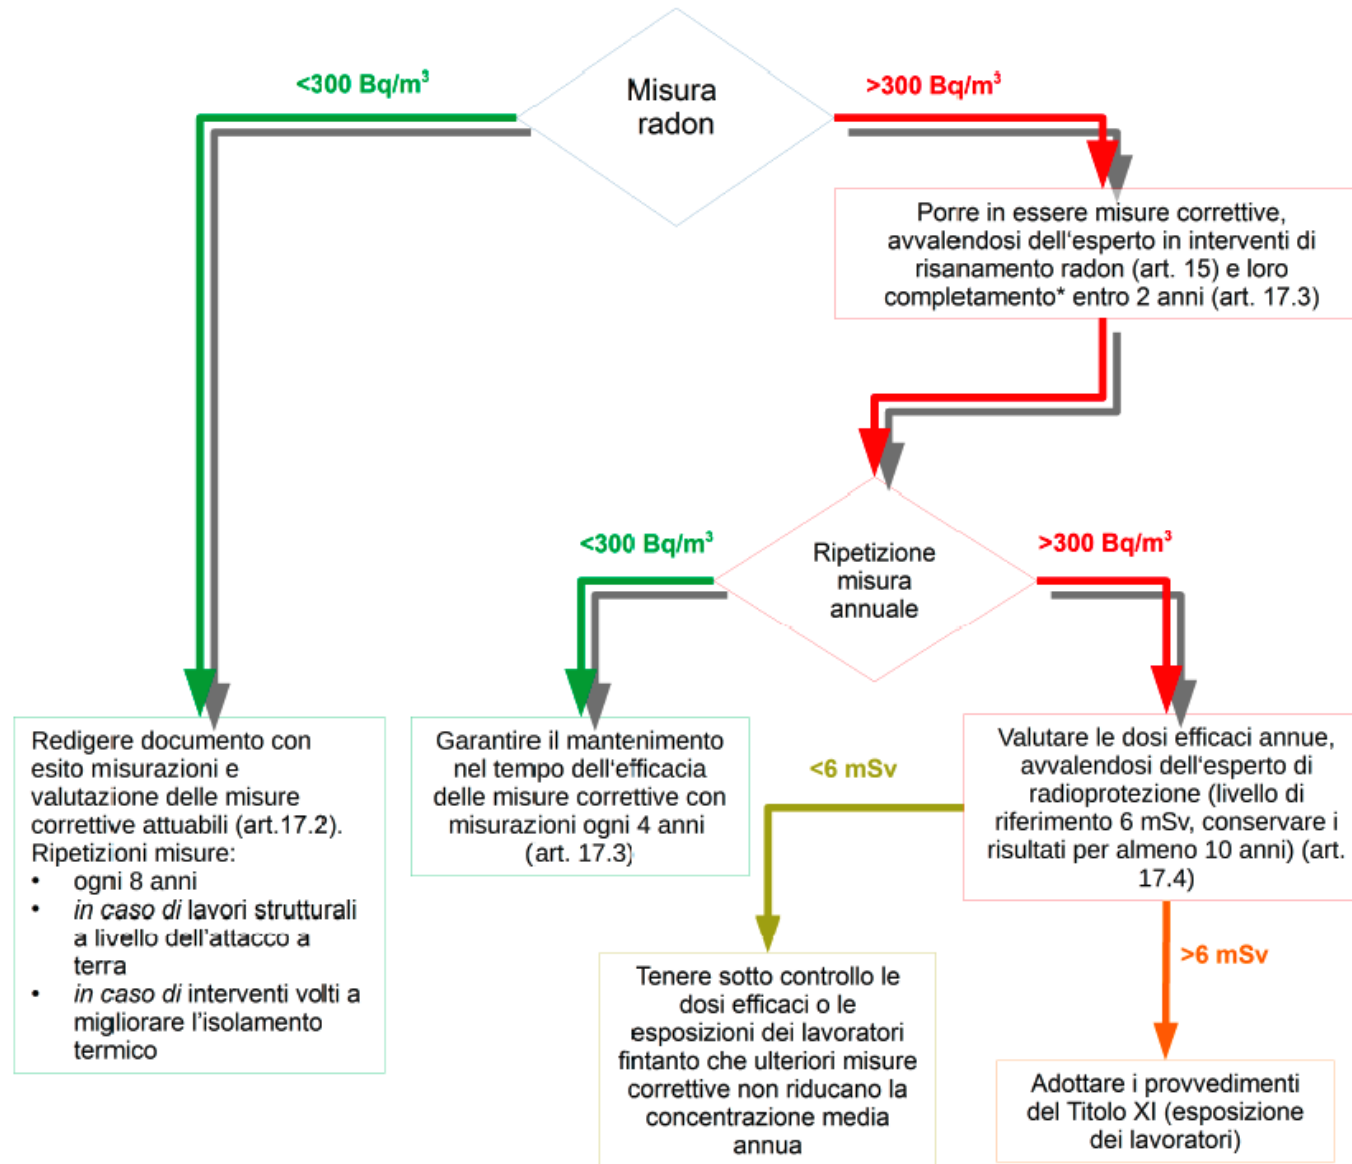 Misura
radon
<300 Bq/m³
>300 Bq/m³
Porre in essere misure correttive,
avvalendosi dell‘esperto in interventi di
risanamento radon (art. 15) e loro
completamento* entro 2 anni (art. 17.3)
Ripetizione
misura
annuale
<300 Bq/m³
>300 Bq/m³
Redigere documento con
esito misurazioni e
valutazione delle misure
correttive attuabili (art.17.2).
Ripetizioni misure:
• ogni 8 anni
• in caso di lavori strutturali
a livello dell’attacco a
terra
• in caso di interventi volti a
migliorare l’isolamento
termico
Garantire il mantenimento
nel tempo dell’efficacia
delle misure correttive con
misurazioni ogni 4 anni
(art. 17.3)
Valutare le dosi efficaci annue,
avvalendosi dell‘esperto di
radioprotezione (livello di
riferimento 6 mSv, conservare i
risultati per almeno 10 anni) (art.
17.4)
<6 mSv
>6 mSv
Tenere sotto controllo le
dosi efficaci o le
esposizioni dei lavoratori
fintanto che ulteriori misure
correttive non riducano la
concentrazione media
annua
Adottare i provvedimenti
del Titolo XI (esposizione
dei lavoratori)